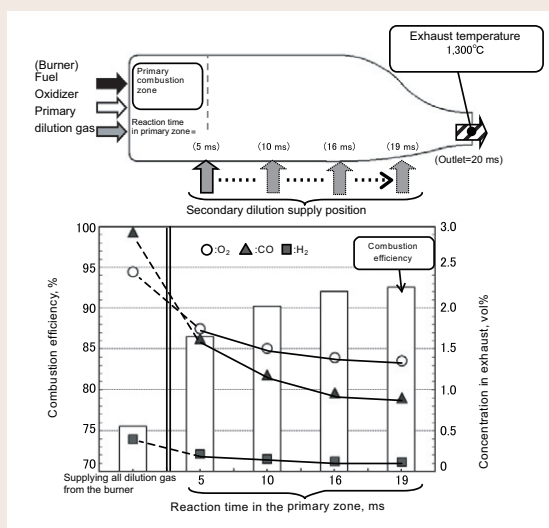 Exhaust temperature
1,300°C
(Burner)
Fuel
Oxidizer
Primary
dilution gas
Primary
combustion
zone
Reaction time
in primary zone=
(5 ms)
(10 ms)
(16 ms)
(19 ms)
(Outlet=20 ms)
Secondary dilution supply position
100
95
90
85
80
75
70
Combustion efficiency, %
○:O₂ ▲:CO ■:H₂
Combustion
efficiency
3.0
2.5
2.0
1.5
1.0
0.5
0
Concentration in exhaust, vol%
Supplying all dilution gas
from the burner
5
10
16
19
Reaction time in the primary zone, ms